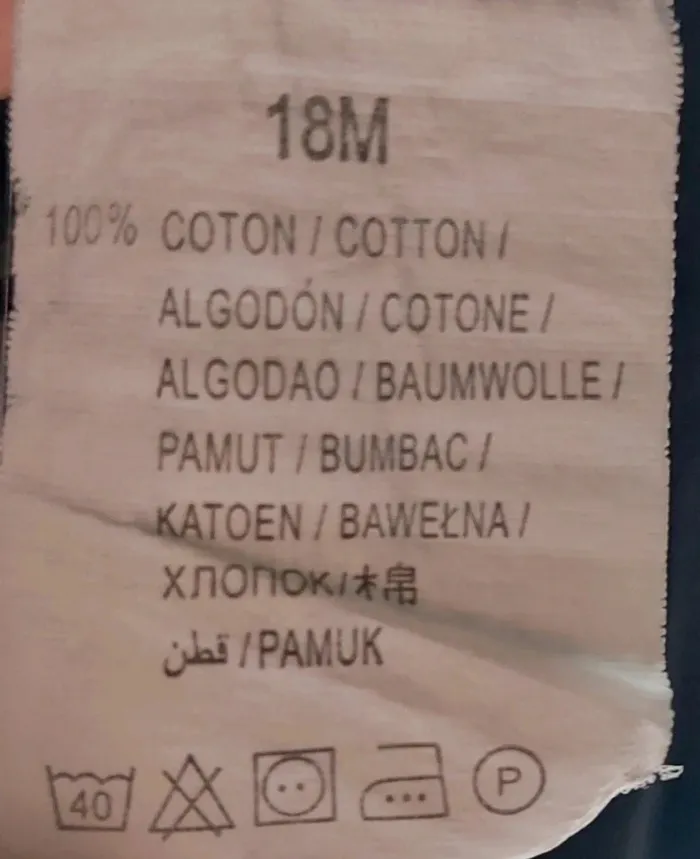 18M
100% COTON / COTTON /
ALGODÓN / COTONE /
ALGODAO / BAUMWOLLE /
PAMUT / BUMBAC /
KATOEN / BAWEŁNA /
ХЛОПОК / 棉
قطن / PAMUK
40 P